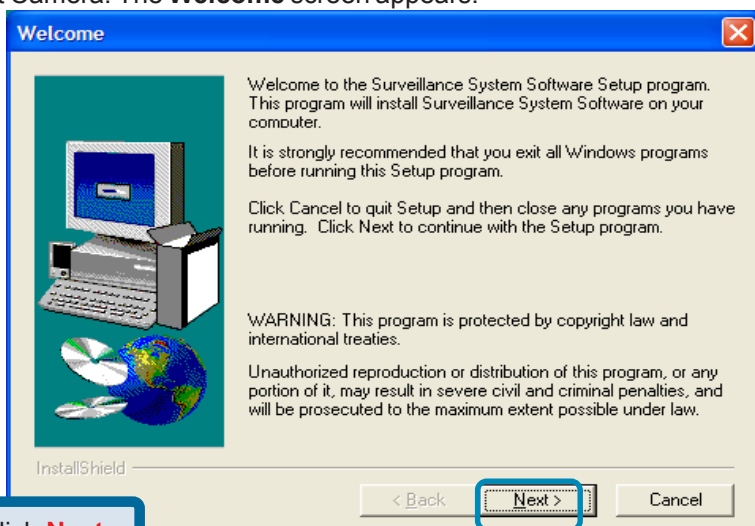 t Camera. The Welcome screen appears.
Welcome
Welcome to the Surveillance System Software Setup program.
This program will install Surveillance System Software on your
computer.
It is strongly recommended that you exit all Windows programs
before running this Setup program.
Click Cancel to quit Setup and then close any programs you have
running. Click Next to continue with the Setup program.
WARNING: This program is protected by copyright law and
international treaties.
Unauthorized reproduction or distribution of this program, or any
portion of it, may result in severe civil and criminal penalties, and
will be prosecuted to the maximum extent possible under law.
InstallShield
< Back Next > Cancel
Next